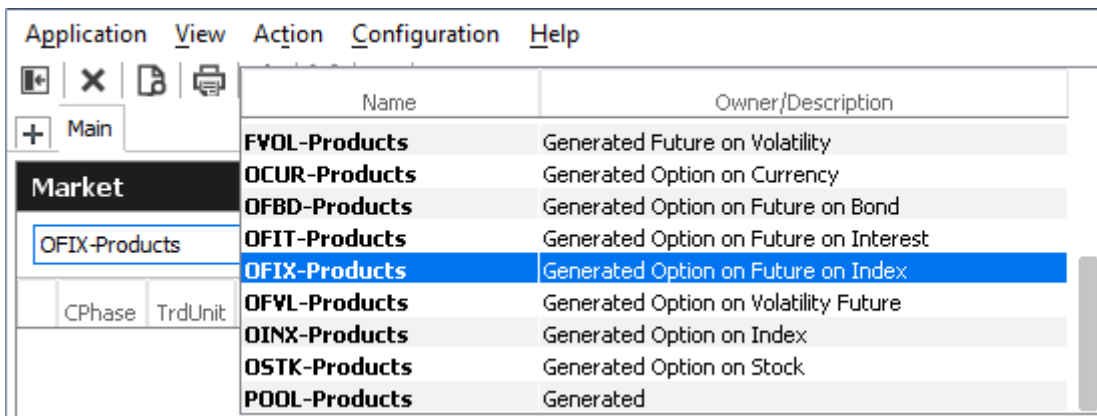 Application View Action Configuration Help
Name Owner/Description
Main
FVOL-Products Generated Future on Volatility
Market
OCUR-Products Generated Option on Currency
OFBD-Products Generated Option on Future on Bond
OFIX-Products
OFIT-Products Generated Option on Future on Interest
OFIX-Products Generated Option on Future on Index
CPhase TrdUnit
OFVL-Products Generated Option on Volatility Future
OINX-Products Generated Option on Index
OSTK-Products Generated Option on Stock
POOL-Products Generated